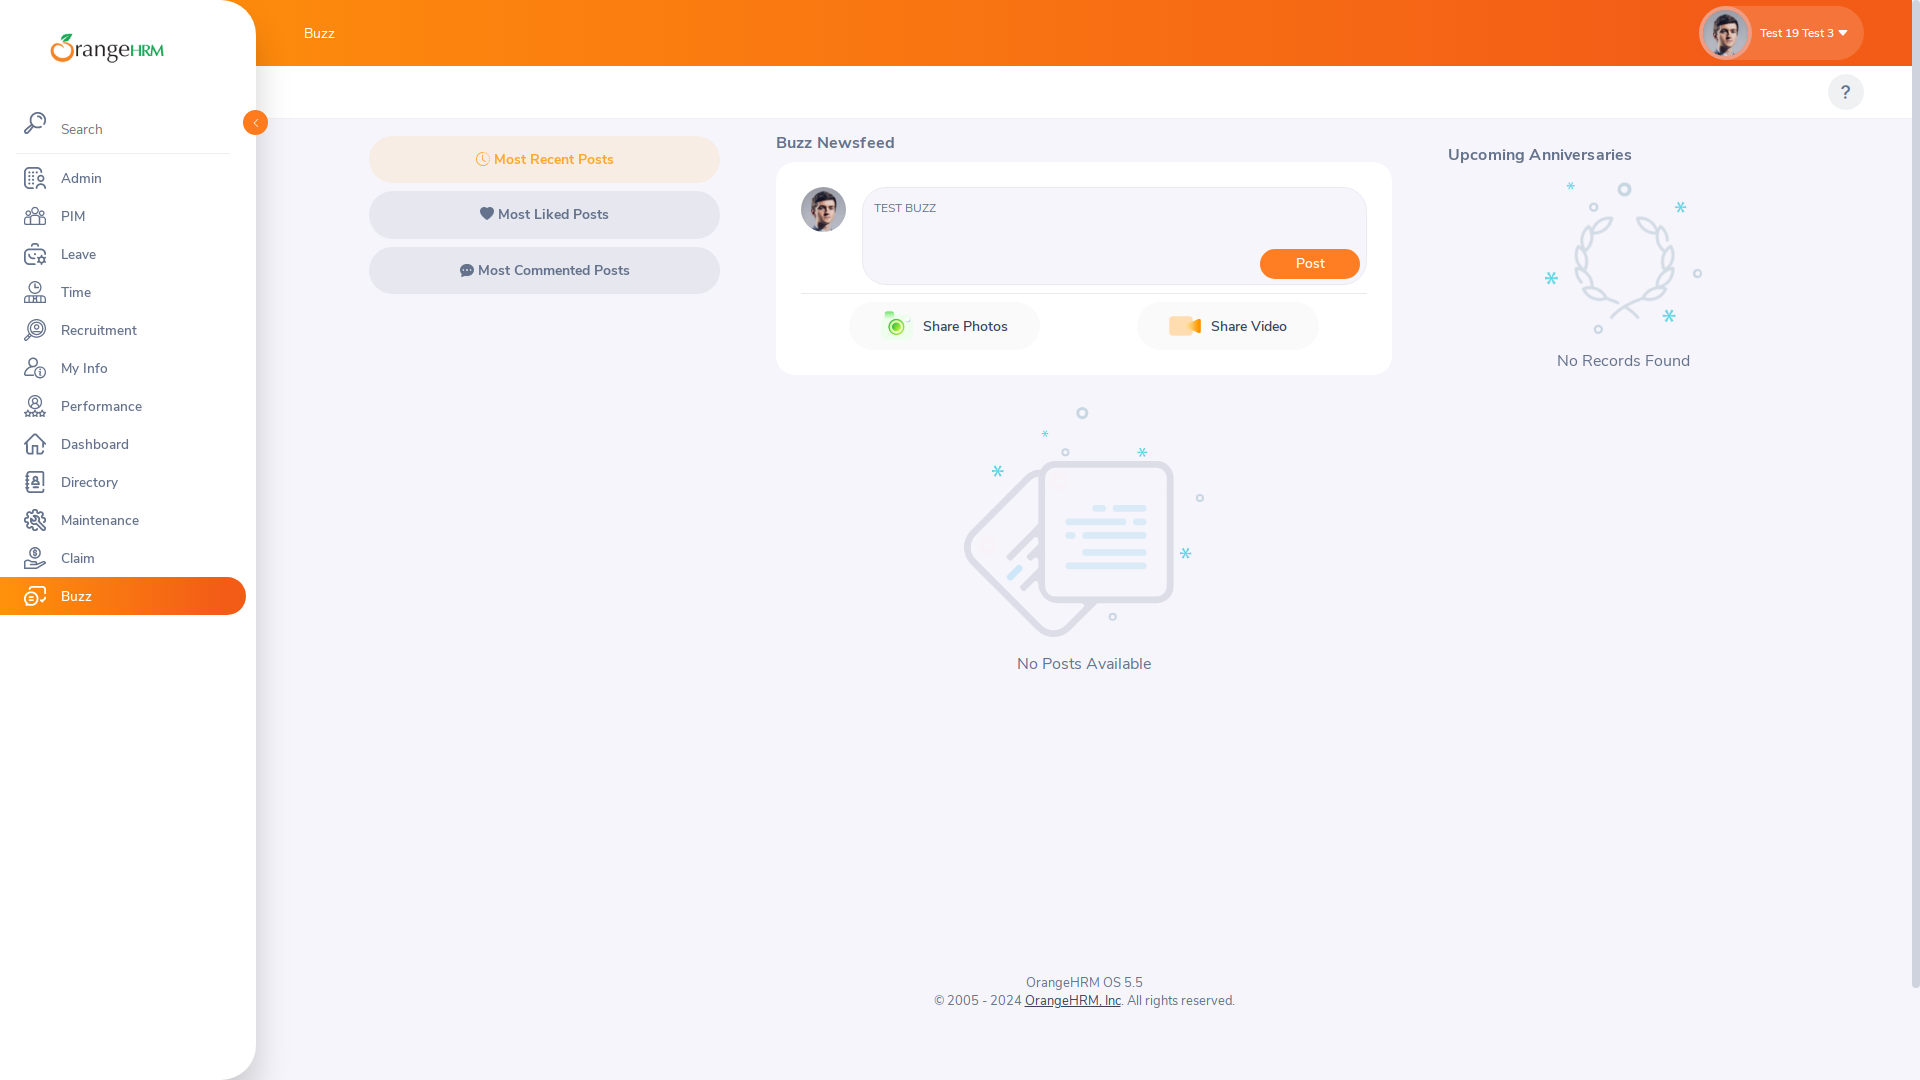 OrangeHRM
Search
Admin
PIM
Leave
Time
Recruitment
My Info
Performance
Dashboard
Directory
Maintenance
Claim
Buzz
Buzz
Test 19 Test 3
?
Most Recent Posts
Most Liked Posts
Most Commented Posts
Buzz Newsfeed
TEST BUZZ
Post
Share Photos
Share Video
No Posts Available
Upcoming Anniversaries
No Records Found
OrangeHRM OS 5.5
© 2005 - 2024 OrangeHRM, Inc. All rights reserved.